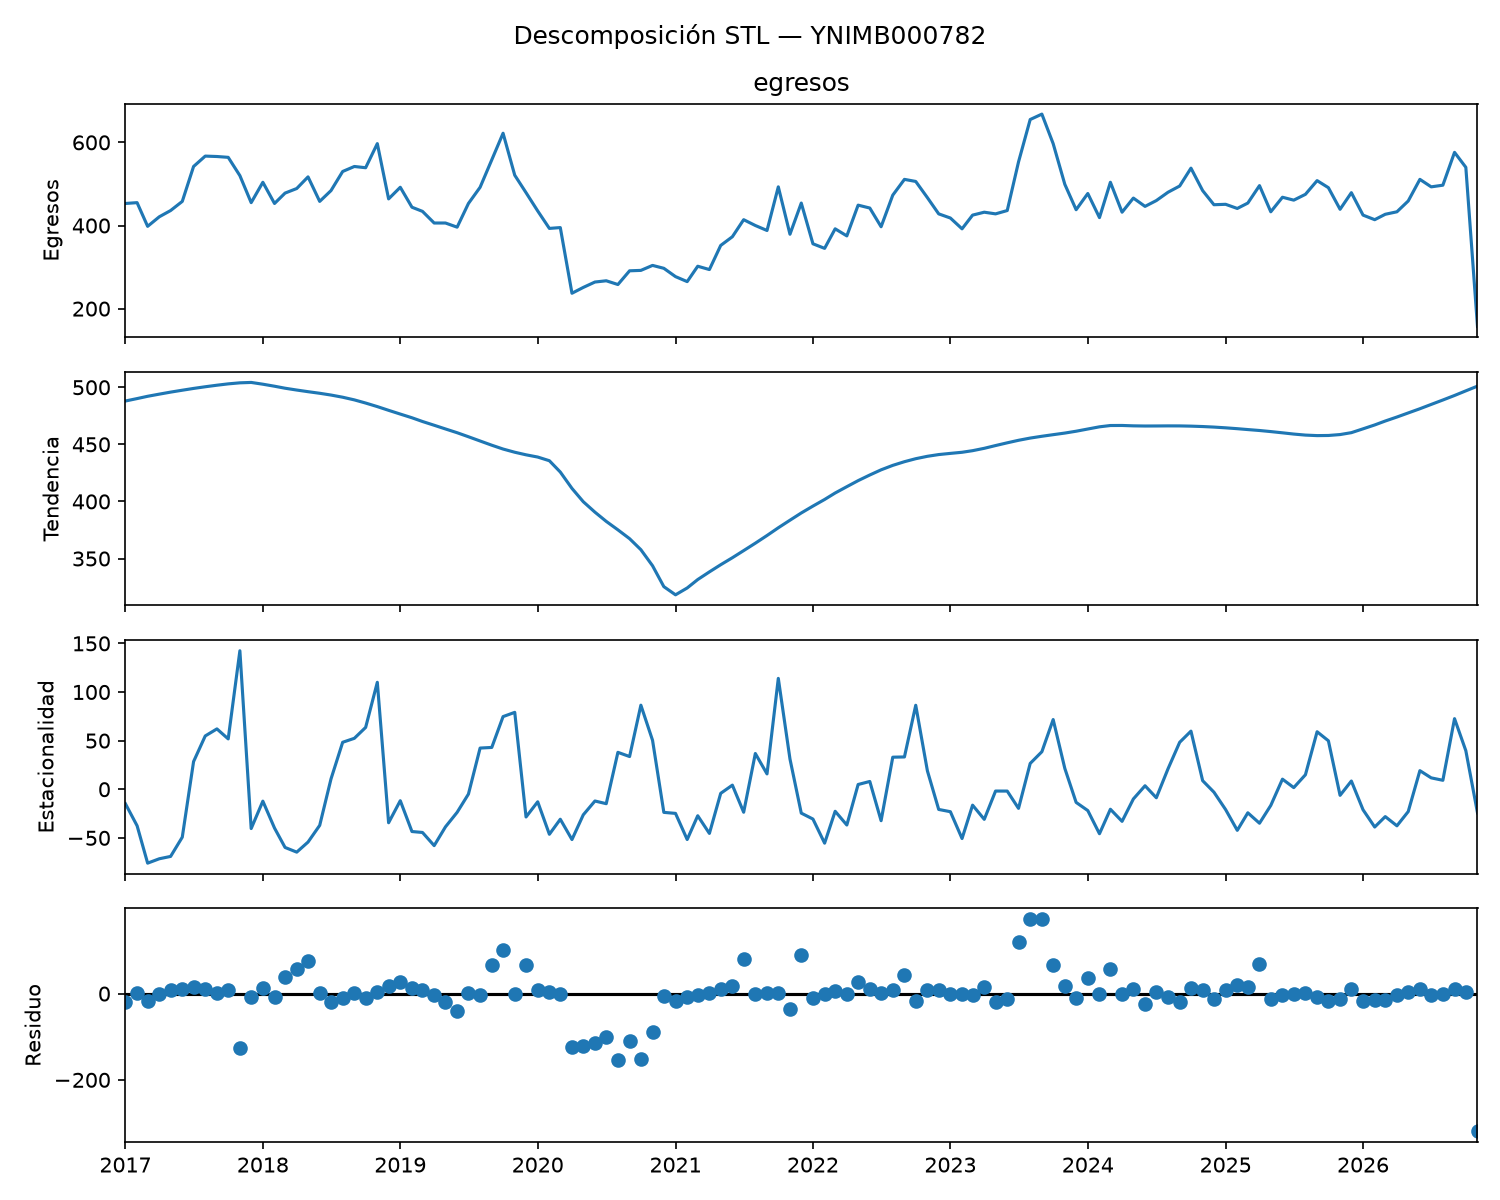 Descomposición STL — YNIMB000782
egresos
Egresos
600
400
200
Tendencia
500
450
400
350
Estacionalidad
150
100
50
0
−50
Residuo
0
−200
2017 2018 2019 2020 2021 2022 2023 2024 2025 2026